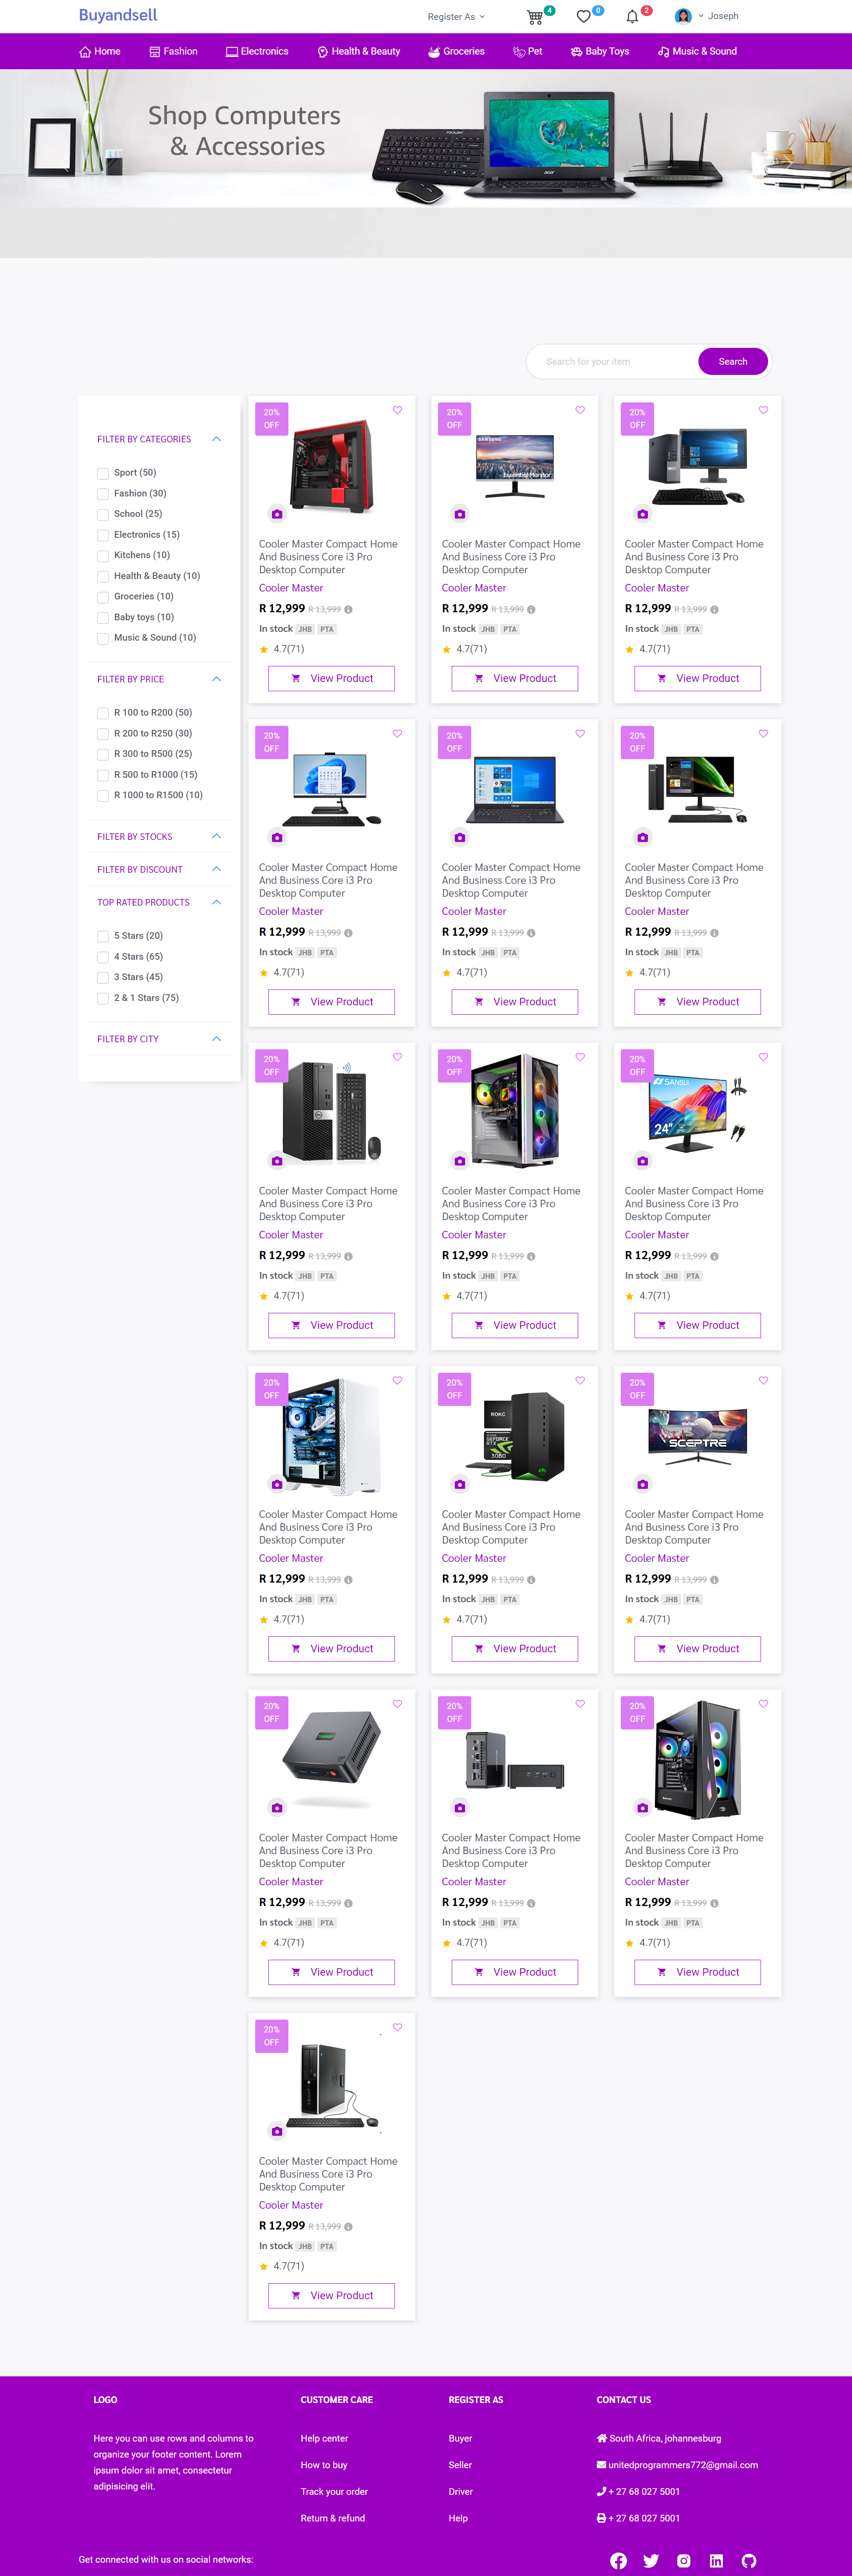 Buyandsell
Register As
4
0
2
Joseph
Home
Fashion
Electronics
Health & Beauty
Groceries
Pet
Baby Toys
Music & Sound
Shop Computers
& Accessories
acer
Search for your item
Search
FILTER BY CATEGORIES
Sport (50)
Fashion (30)
School (25)
Electronics (15)
Kitchens (10)
Health & Beauty (10)
Groceries (10)
Baby toys (10)
Music & Sound (10)
FILTER BY PRICE
R 100 to R200 (50)
R 200 to R250 (30)
R 300 to R500 (25)
R 500 to R1000 (15)
R 1000 to R1500 (10)
FILTER BY STOCKS
FILTER BY DISCOUNT
TOP RATED PRODUCTS
5 Stars (20)
4 Stars (65)
3 Stars (45)
2 & 1 Stars (75)
FILTER BY CITY
20%
OFF
Cooler Master Compact Home
And Business Core i3 Pro
Desktop Computer
Cooler Master
R 12,999 R 13,999
In stock JHB PTA
4.7(71)
View Product
20%
OFF
SAMSUNG
Essential Monitor
Cooler Master Compact Home
And Business Core i3 Pro
Desktop Computer
Cooler Master
R 12,999 R 13,999
In stock JHB PTA
4.7(71)
View Product
20%
OFF
Cooler Master Compact Home
And Business Core i3 Pro
Desktop Computer
Cooler Master
R 12,999 R 13,999
In stock JHB PTA
4.7(71)
View Product
20%
OFF
Cooler Master Compact Home
And Business Core i3 Pro
Desktop Computer
Cooler Master
R 12,999 R 13,999
In stock JHB PTA
4.7(71)
View Product
20%
OFF
Cooler Master Compact Home
And Business Core i3 Pro
Desktop Computer
Cooler Master
R 12,999 R 13,999
In stock JHB PTA
4.7(71)
View Product
20%
OFF
Cooler Master Compact Home
And Business Core i3 Pro
Desktop Computer
Cooler Master
R 12,999 R 13,999
In stock JHB PTA
4.7(71)
View Product
20%
OFF
Cooler Master Compact Home
And Business Core i3 Pro
Desktop Computer
Cooler Master
R 12,999 R 13,999
In stock JHB PTA
4.7(71)
View Product
20%
OFF
Cooler Master Compact Home
And Business Core i3 Pro
Desktop Computer
Cooler Master
R 12,999 R 13,999
In stock JHB PTA
4.7(71)
View Product
20%
OFF
SANSUI
24"
Cooler Master Compact Home
And Business Core i3 Pro
Desktop Computer
Cooler Master
R 12,999 R 13,999
In stock JHB PTA
4.7(71)
View Product
20%
OFF
Cooler Master Compact Home
And Business Core i3 Pro
Desktop Computer
Cooler Master
R 12,999 R 13,999
In stock JHB PTA
4.7(71)
View Product
20%
OFF
ROKC
GEFORCE
RTX
3060
Cooler Master Compact Home
And Business Core i3 Pro
Desktop Computer
Cooler Master
R 12,999 R 13,999
In stock JHB PTA
4.7(71)
View Product
20%
OFF
SCEPTRE
Cooler Master Compact Home
And Business Core i3 Pro
Desktop Computer
Cooler Master
R 12,999 R 13,999
In stock JHB PTA
4.7(71)
View Product
20%
OFF
Cooler Master Compact Home
And Business Core i3 Pro
Desktop Computer
Cooler Master
R 12,999 R 13,999
In stock JHB PTA
4.7(71)
View Product
20%
OFF
Cooler Master Compact Home
And Business Core i3 Pro
Desktop Computer
Cooler Master
R 12,999 R 13,999
In stock JHB PTA
4.7(71)
View Product
20%
OFF
Cooler Master Compact Home
And Business Core i3 Pro
Desktop Computer
Cooler Master
R 12,999 R 13,999
In stock JHB PTA
4.7(71)
View Product
20%
OFF
Cooler Master Compact Home
And Business Core i3 Pro
Desktop Computer
Cooler Master
R 12,999 R 13,999
In stock JHB PTA
4.7(71)
View Product
LOGO
Here you can use rows and columns to
organize your footer content. Lorem
ipsum dolor sit amet, consectetur
adipisicing elit.
CUSTOMER CARE
Help center
How to buy
Track your order
Return & refund
REGISTER AS
Buyer
Seller
Driver
Help
CONTACT US
South Africa, johannesburg
unitedprogrammers772@gmail.com
+ 27 68 027 5001
+ 27 68 027 5001
Get connected with us on social networks: